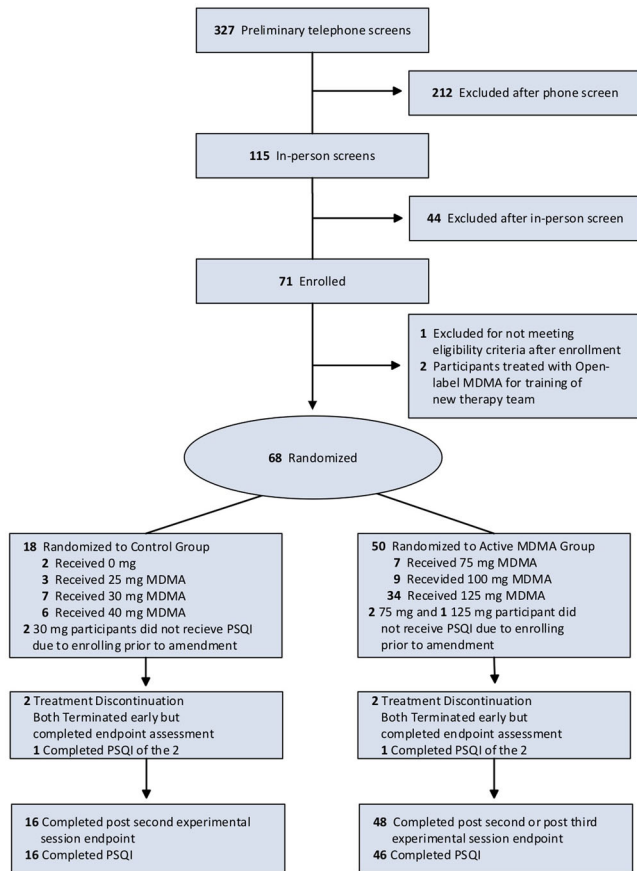 327 Preliminary telephone screens
212 Excluded after phone screen
115 In-person screens
44 Excluded after in-person screen
71 Enrolled
1 Excluded for not meeting
eligibility criteria after enrollment
2 Participants treated with Open-
label MDMA for training of
new therapy team
68 Randomized
18 Randomized to Control Group
2 Received 0 mg
3 Received 25 mg MDMA
7 Received 30 mg MDMA
6 Received 40 mg MDMA
2 30 mg participants did not recieve PSQI
due to enrolling prior to amendment
50 Randomized to Active MDMA Group
7 Received 75 mg MDMA
9 Recevided 100 mg MDMA
34 Received 125 mg MDMA
2 75 mg and 1 125 mg participant did
not receive PSQI due to enrolling
prior to amendment
2 Treatment Discontinuation
Both Terminated early but
completed endpoint assessment
1 Completed PSQI of the 2
2 Treatment Discontinuation
Both Terminated early but
completed endpoint assessment
1 Completed PSQI of the 2
16 Completed post second experimental
session endpoint
16 Completed PSQI
48 Completed post second or post third
experimental session endpoint
46 Completed PSQI